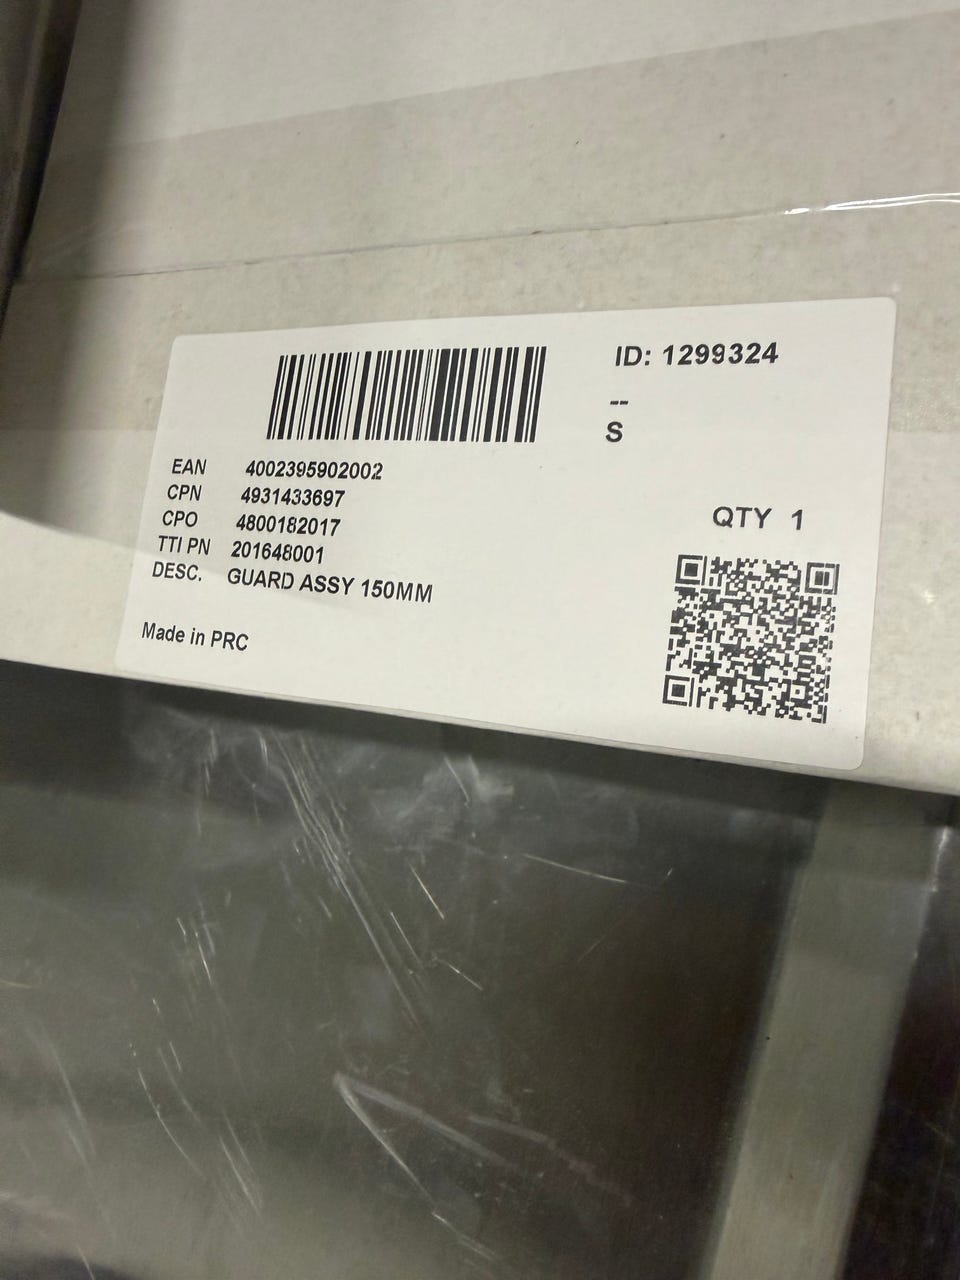 ID: 1299324
--
S
EAN 4002395902002
CPN 4931433697
CPO 4800182017
TTI PN 201648001
DESC. GUARD ASSY 150MM
QTY 1
Made in PRC